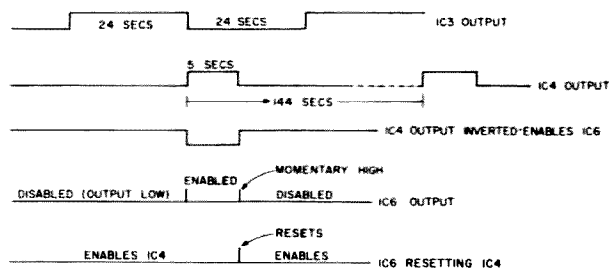 24 SECS 24 SECS
IC3 OUTPUT
5 SECS
IC4 OUTPUT
144 SECS
IC4 OUTPUT INVERTED-ENABLES IC6
MOMENTARY HIGH
ENABLED
DISABLED (OUTPUT LOW) DISABLED
IC6 OUTPUT
RESETS
ENABLES IC4 ENABLES
IC6 RESETTING IC4